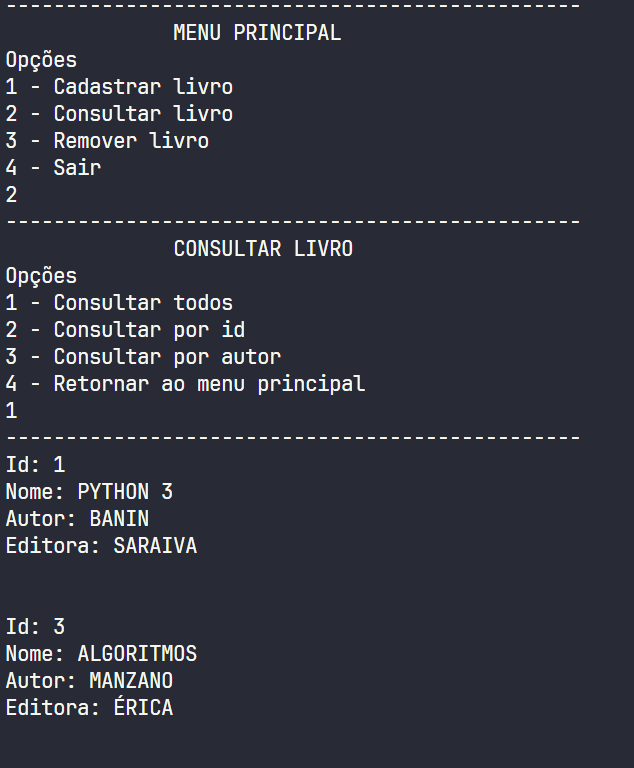 ------------------------------------------------
MENU PRINCIPAL
Opções
1 - Cadastrar livro
2 - Consultar livro
3 - Remover livro
4 - Sair
2
------------------------------------------------
CONSULTAR LIVRO
Opções
1 - Consultar todos
2 - Consultar por id
3 - Consultar por autor
4 - Retornar ao menu principal
1
------------------------------------------------
Id: 1
Nome: PYTHON 3
Autor: BANIN
Editora: SARAIVA
Id: 3
Nome: ALGORITMOS
Autor: MANZANO
Editora: ÉRICA